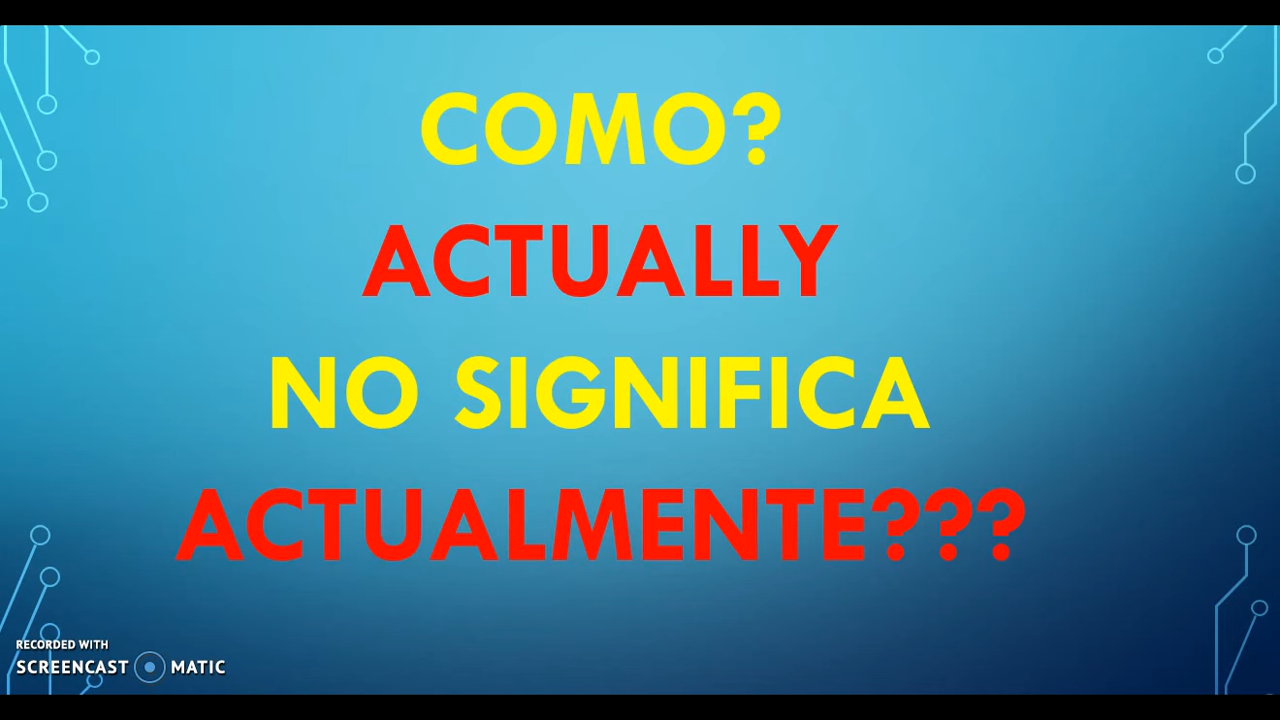 COMO?
ACTUALLY
NO SIGNIFICA
ACTUALMENTE???
RECORDED WITH
SCREENCAST MATIC